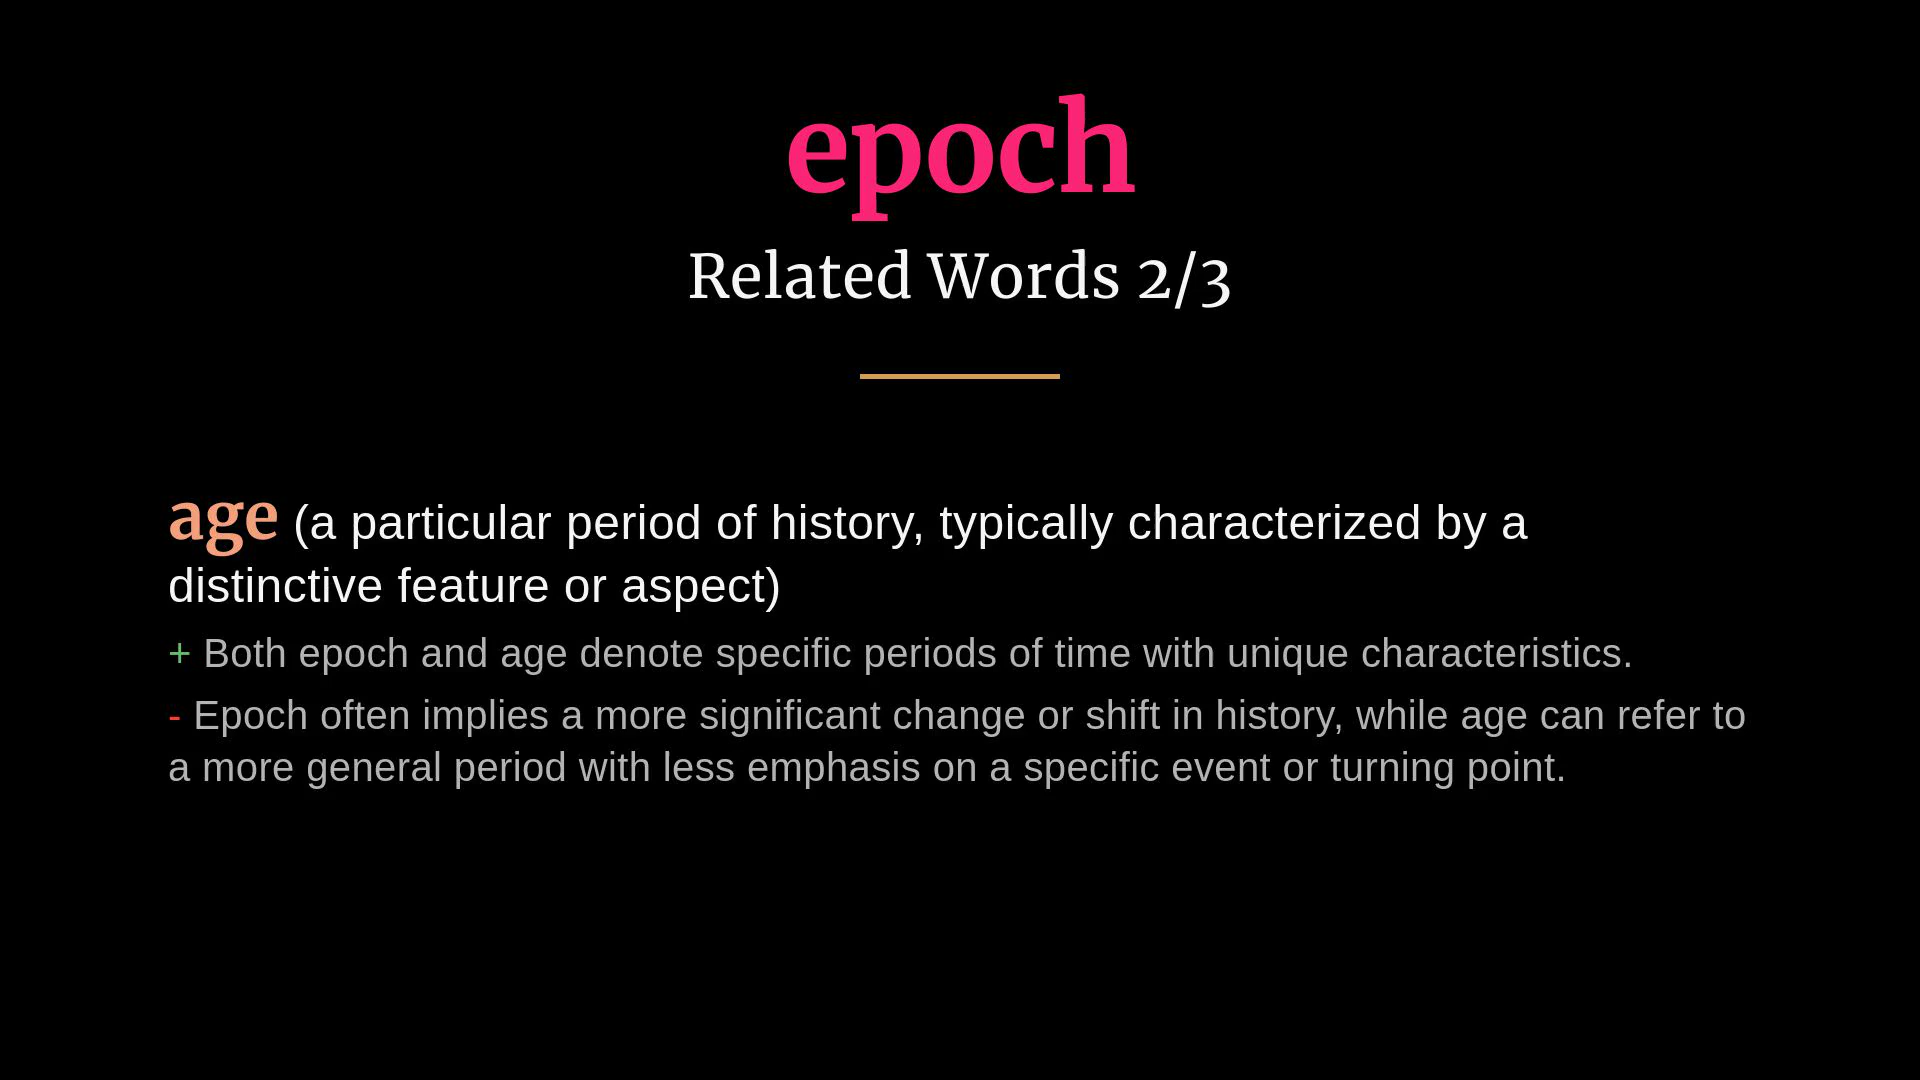 epoch
Related Words 2/3
age (a particular period of history, typically characterized by a
distinctive feature or aspect)
+ Both epoch and age denote specific periods of time with unique characteristics.
- Epoch often implies a more significant change or shift in history, while age can refer to
a more general period with less emphasis on a specific event or turning point.